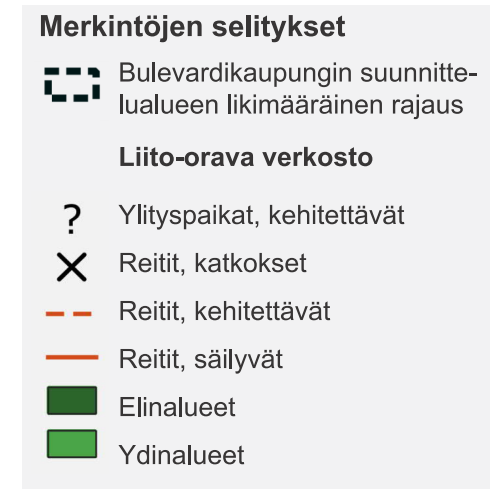 Merkintöjen selitykset
Bulevardikaupungin suunnitte-
lualueen likimääräinen rajaus
Liito-orava verkosto
? Ylityspaikat, kehitettävät
Reitit, katkokset
Reitit, kehitettävät
Reitit, säilyvät
Elinalueet
Ydinalueet